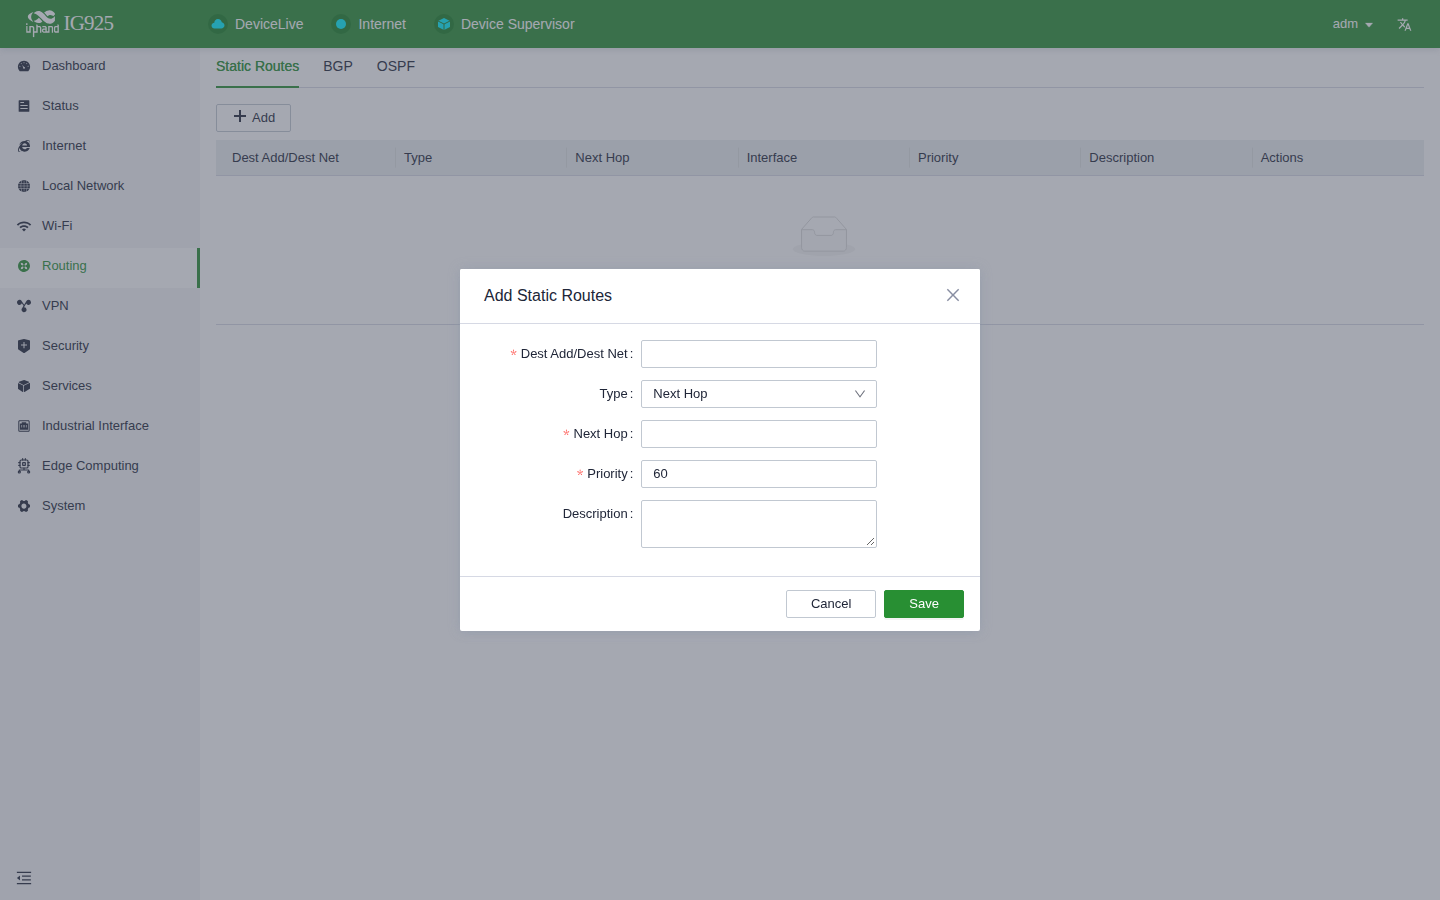 inhand IG925 DeviceLive Internet Device Supervisor adm
Dashboard
Status
Internet
Local Network
Wi-Fi
Routing
VPN
Security
Services
Industrial Interface
Edge Computing
System
Static Routes BGP OSPF
Add
Dest Add/Dest Net Type Next Hop Interface Priority Description Actions
Add Static Routes
* Dest Add/Dest Net:
Type: Next Hop
* Next Hop:
* Priority: 60
Description:
Cancel Save